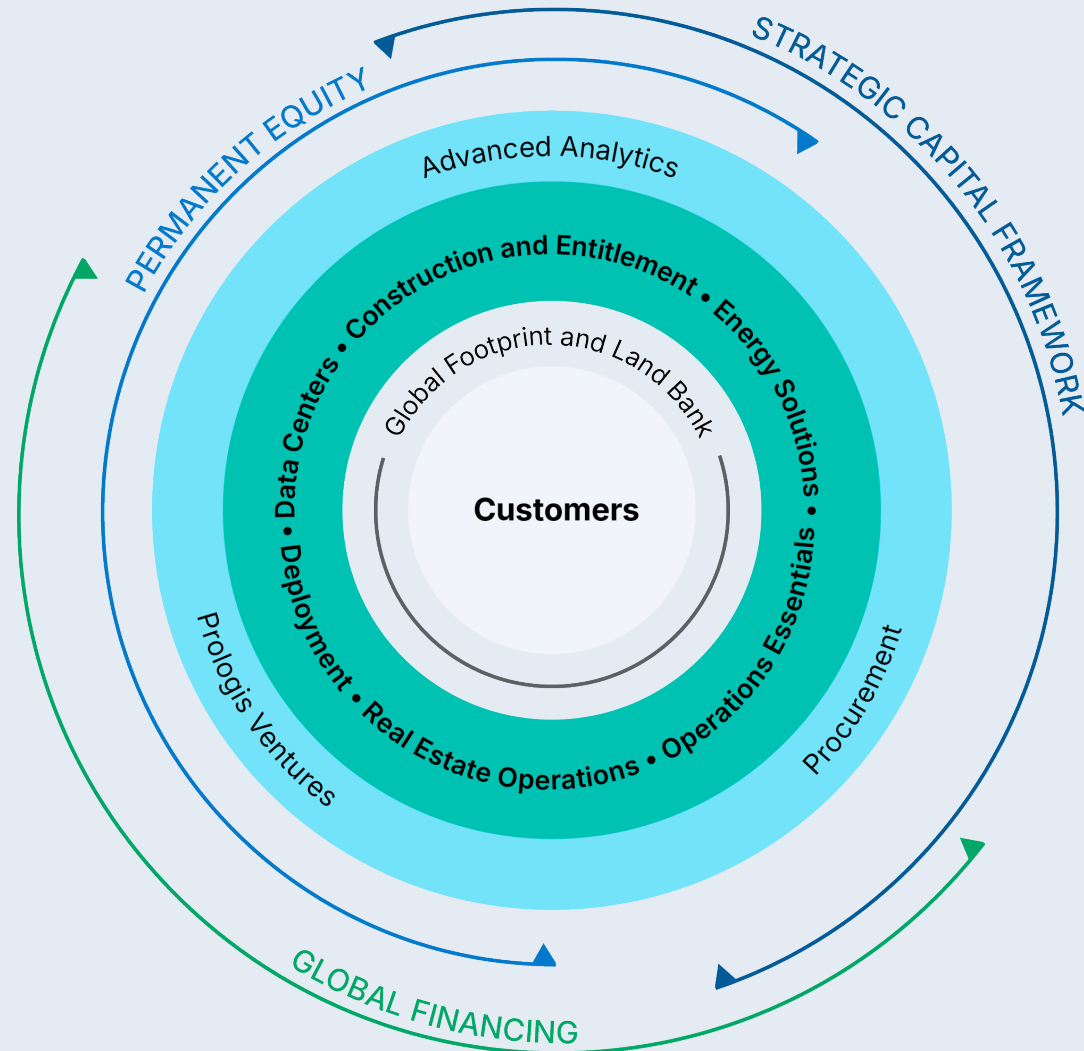 STRATEGIC CAPITAL FRAMEWORK
PERMANENT EQUITY
Advanced Analytics
Construction and Entitlement • Energy Solutions • Operations Essentials • Real Estate Operations • Deployment • Data Centers •
Global Footprint and Land Bank
Customers
Prologis Ventures
Procurement
GLOBAL FINANCING